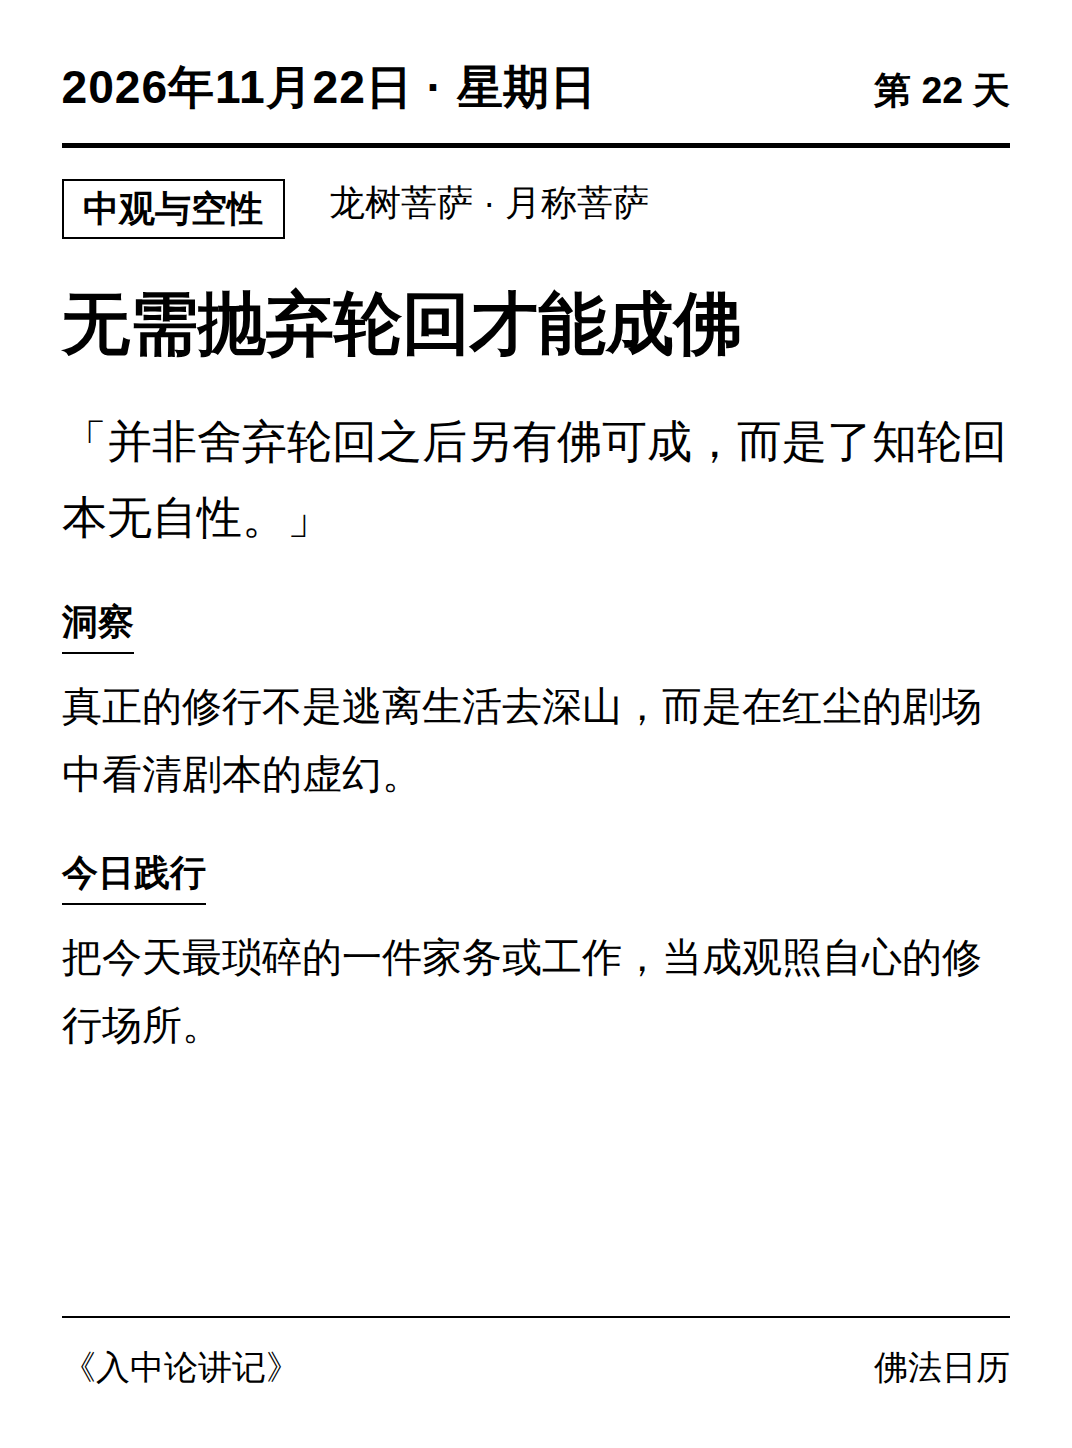 2026年11月22日 · 星期日
第 22 天
中观与空性
龙树菩萨 · 月称菩萨
无需抛弃轮回才能成佛
「并非舍弃轮回之后另有佛可成，而是了知轮回
本无自性。」
洞察
真正的修行不是逃离生活去深山，而是在红尘的剧场
中看清剧本的虚幻。
今日践行
把今天最琐碎的一件家务或工作，当成观照自心的修
行场所。
《入中论讲记》
佛法日历